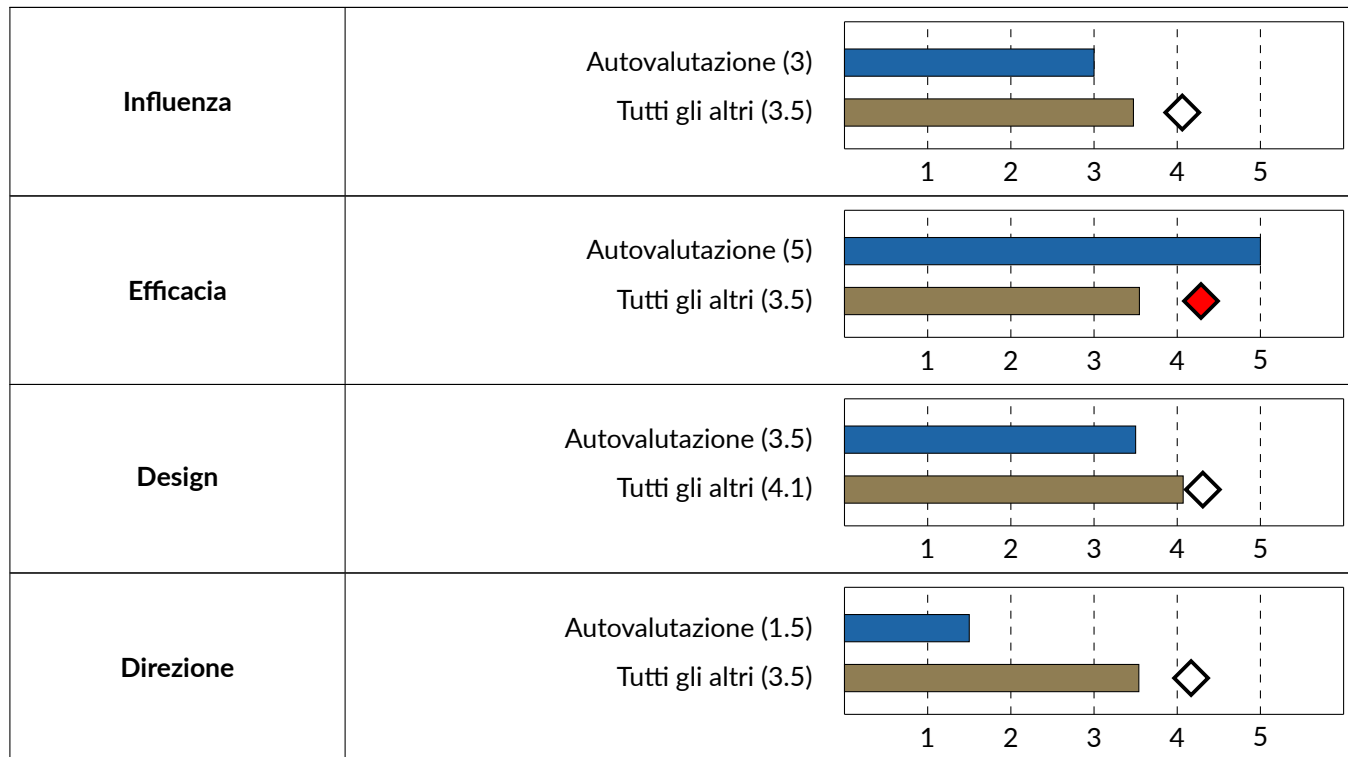 Influenza
Autovalutazione (3)
Tutti gli altri (3.5)
1 2 3 4 5
Efficacia
Autovalutazione (5)
Tutti gli altri (3.5)
1 2 3 4 5
Design
Autovalutazione (3.5)
Tutti gli altri (4.1)
1 2 3 4 5
Direzione
Autovalutazione (1.5)
Tutti gli altri (3.5)
1 2 3 4 5